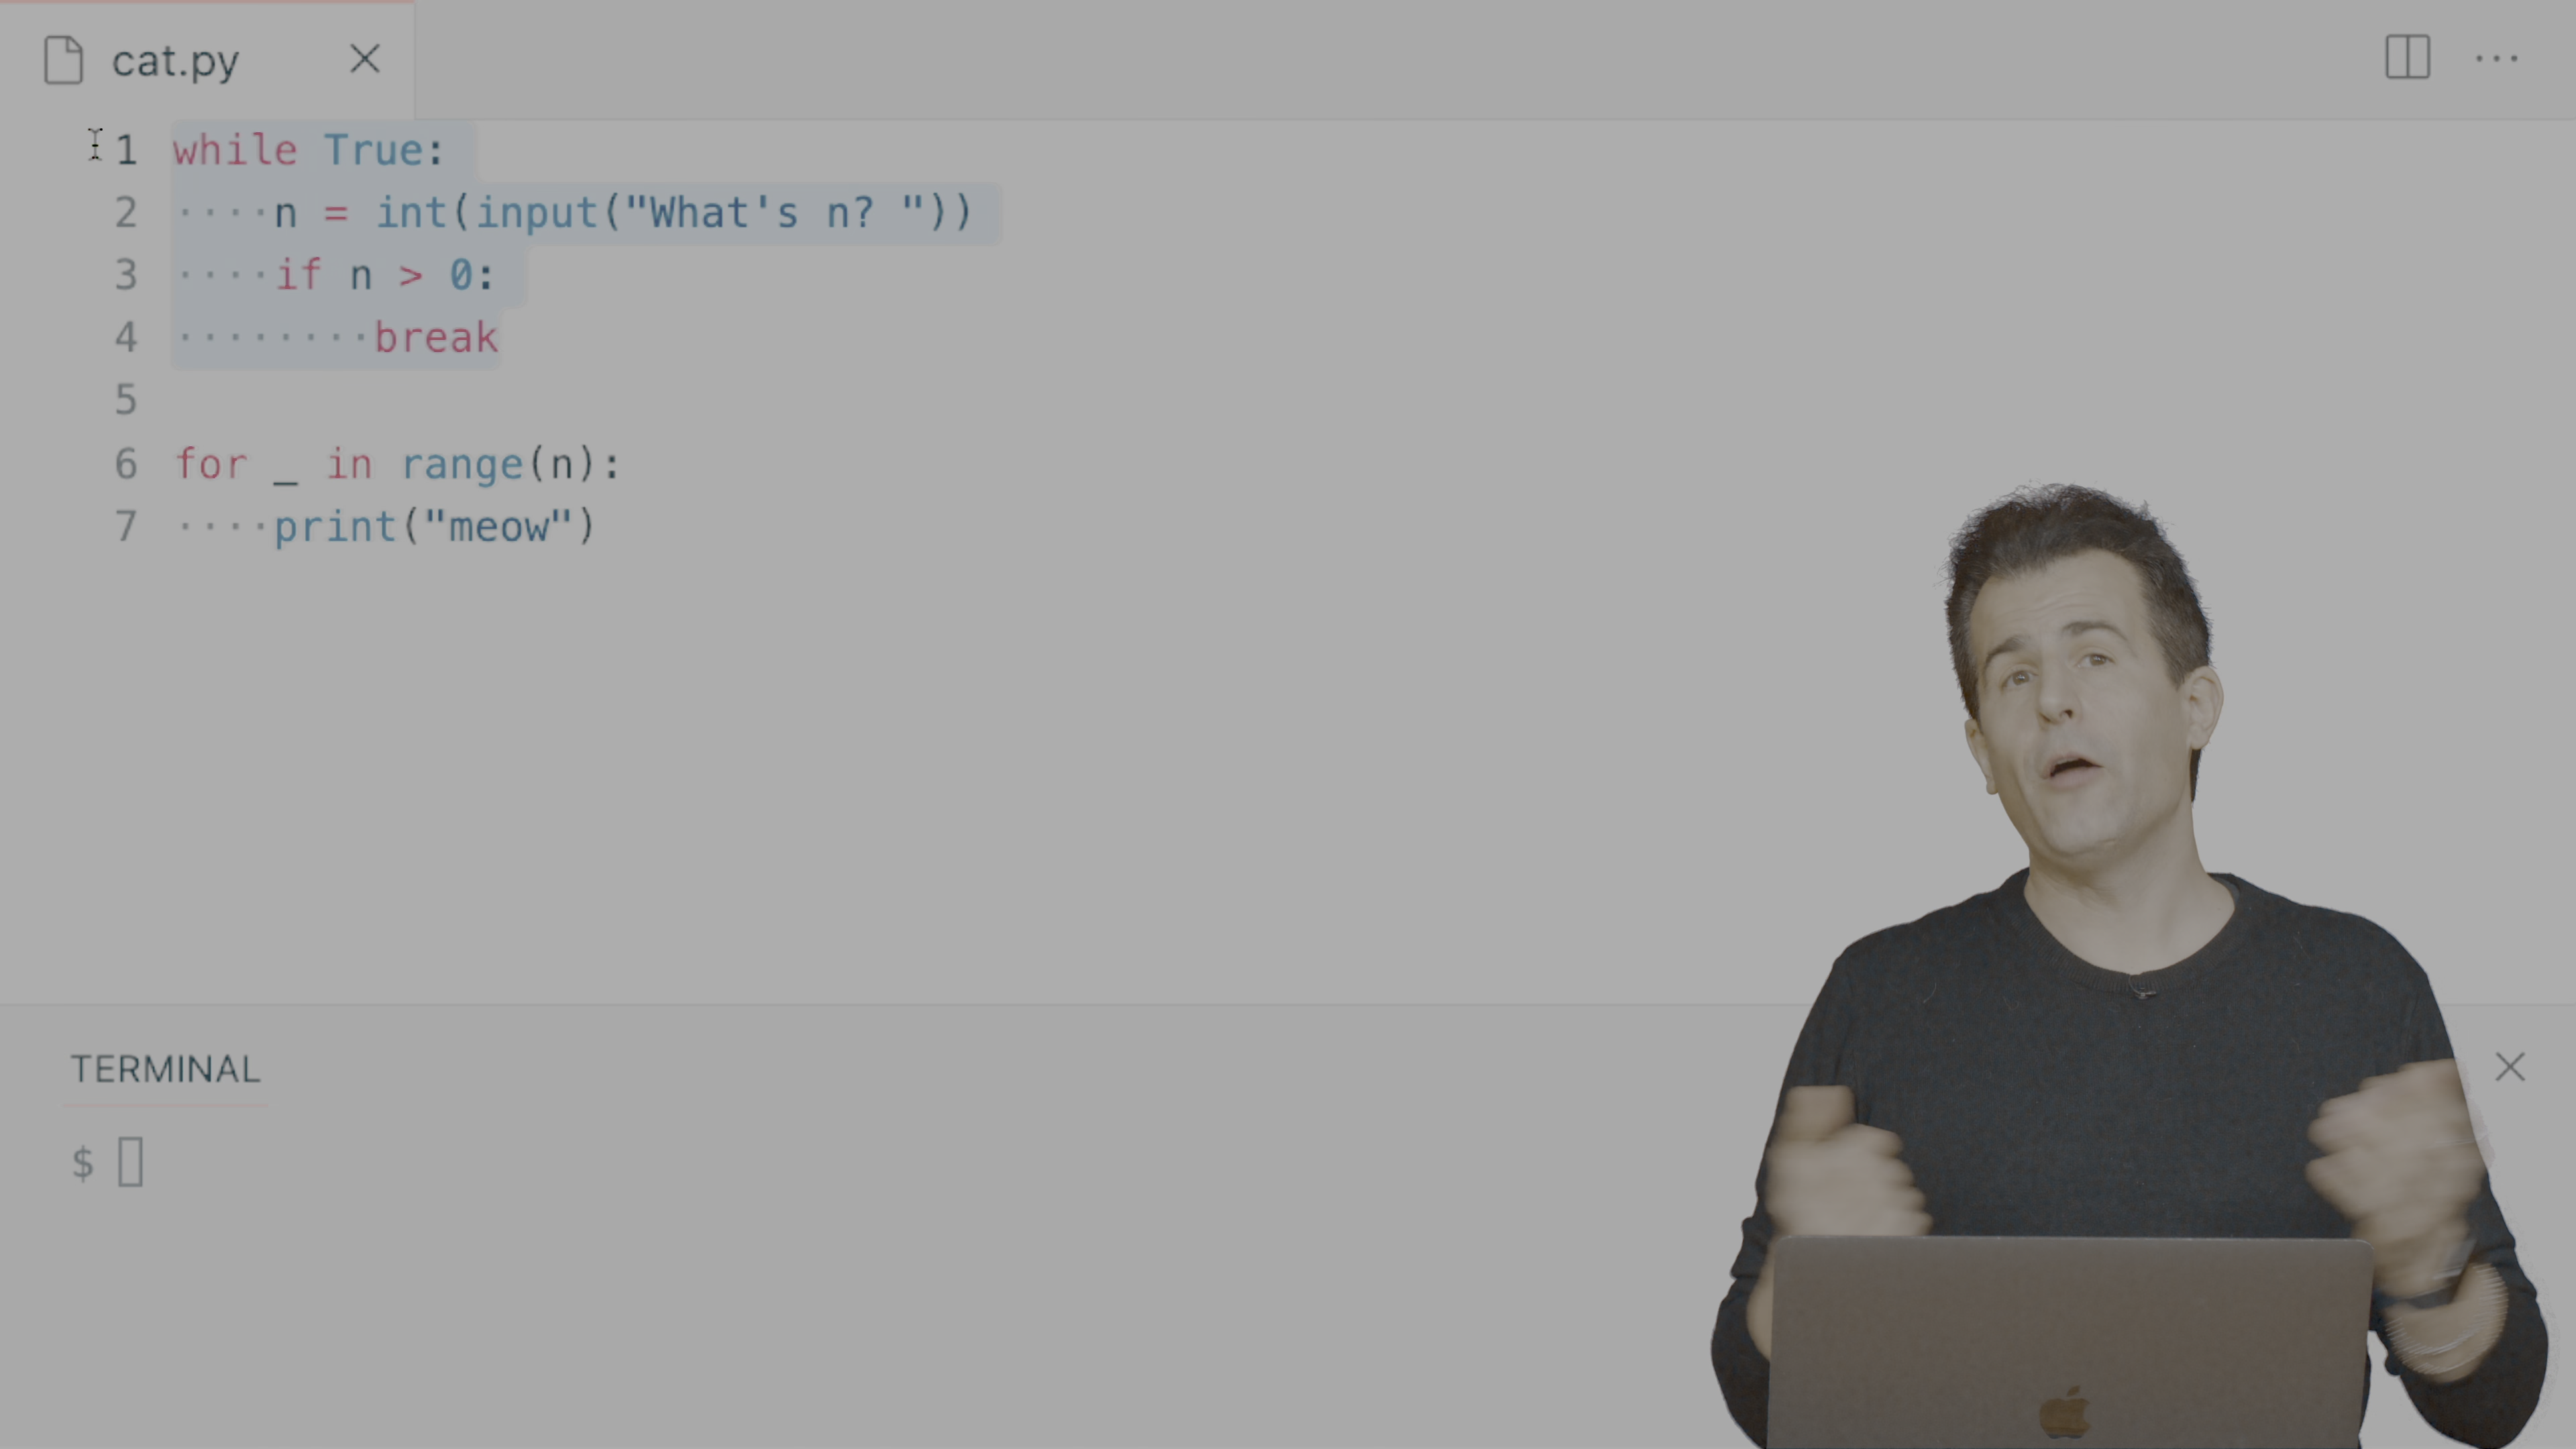 cat.py
1 while True:
2 ····n = int(input("What's n? "))
3 ····if n > 0:
4 ········break
5
6 for _ in range(n):
7 ····print("meow")
TERMINAL
$